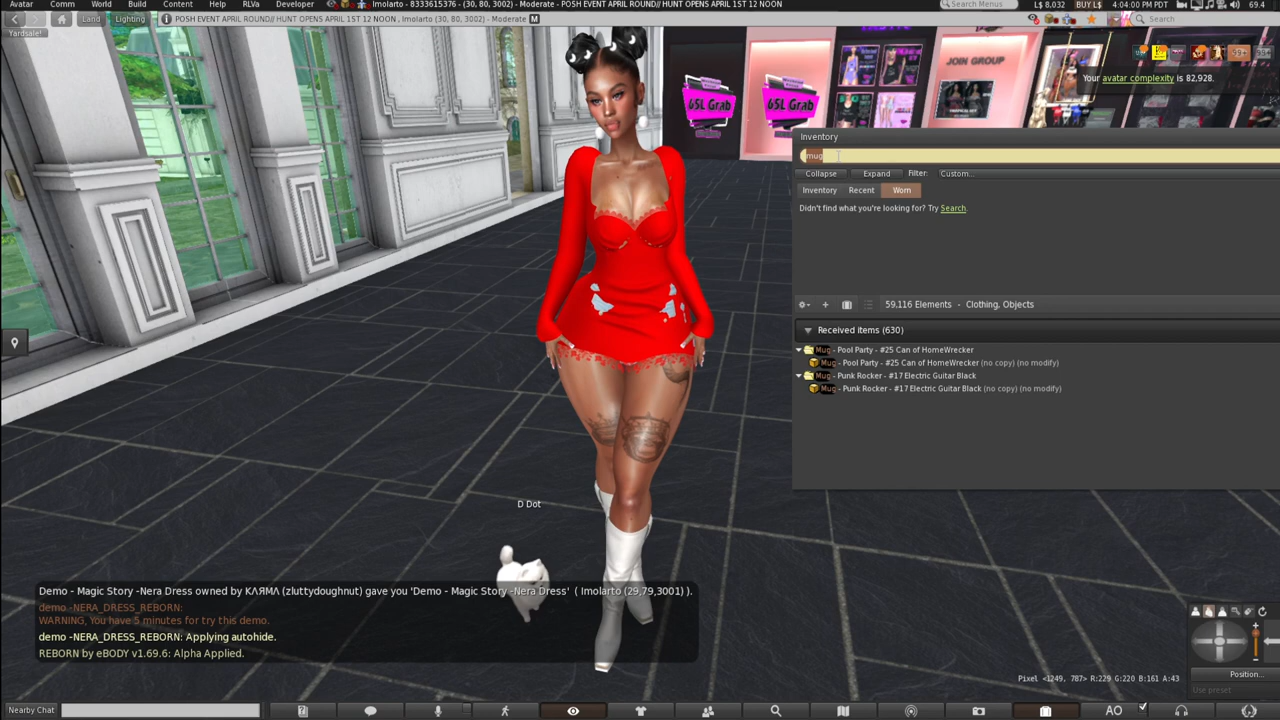 Avatar Comm World Build Content Help RLVa Developer Imolarto - 8333615376 - (30, 80, 3002) - Moderate - POSH EVENT APRIL ROUND// HUNT OPENS APRIL 1ST 12 NOON Search Menus L$ 8,032 BUY L$ 4:04:00 PM PDT 69.4
Land Lighting POSH EVENT APRIL ROUND// HUNT OPENS APRIL 1ST 12 NOON , Imolarto (30, 80, 3002) - Moderate M Search
Yardsale!
JOIN GROUP
65L Grab
65L Grab
Your avatar complexity is 82,928.
Inventory
mug
Collapse Expand Filter: Custom...
Inventory Recent Worn
Didn't find what you're looking for? Try Search.
59,116 Elements - Clothing, Objects
Received Items (630)
Mug - Pool Party - #25 Can of HomeWrecker
Mug - Pool Party - #25 Can of HomeWrecker (no copy) (no modify)
Mug - Punk Rocker - #17 Electric Guitar Black
Mug - Punk Rocker - #17 Electric Guitar Black (no copy) (no modify)
D Dot
Demo - Magic Story -Nera Dress owned by KΛЯMΛ (zluttydoughnut) gave you 'Demo - Magic Story -Nera Dress' ( Imolarto (29,79,3001) ).
demo -NERA_DRESS_REBORN:
WARNING, You have 5 minutes for try this demo.
demo -NERA_DRESS_REBORN: Applying autohide.
REBORN by eBODY v1.69.6: Alpha Applied.
Pixel <1249, 787> R:229 G:220 B:161 A:43
Position...
Use preset
Nearby Chat
AO